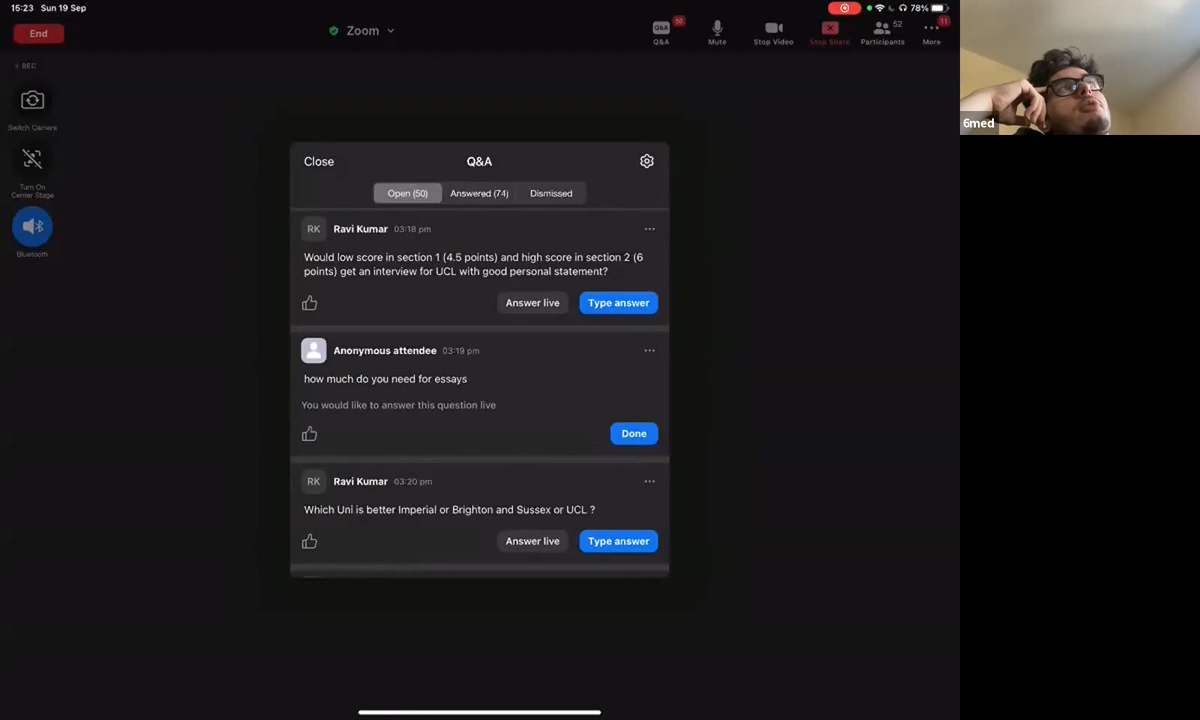 15:23 Sun 19 Sep
78%
End
Zoom
Q&A
50
Q&A
Mute
Stop Video
Stop Share
52
Participants
11
More
REC
Switch Camera
Turn On
Center Stage
Bluetooth
6med
Close
Q&A
Open (50)
Answered (74)
Dismissed
RK
Ravi Kumar 03:18 pm
Would low score in section 1 (4.5 points) and high score in section 2 (6
points) get an interview for UCL with good personal statement?
Answer live
Type answer
Anonymous attendee 03:19 pm
how much do you need for essays
You would like to answer this question live
Done
RK
Ravi Kumar 03:20 pm
Which Uni is better Imperial or Brighton and Sussex or UCL ?
Answer live
Type answer